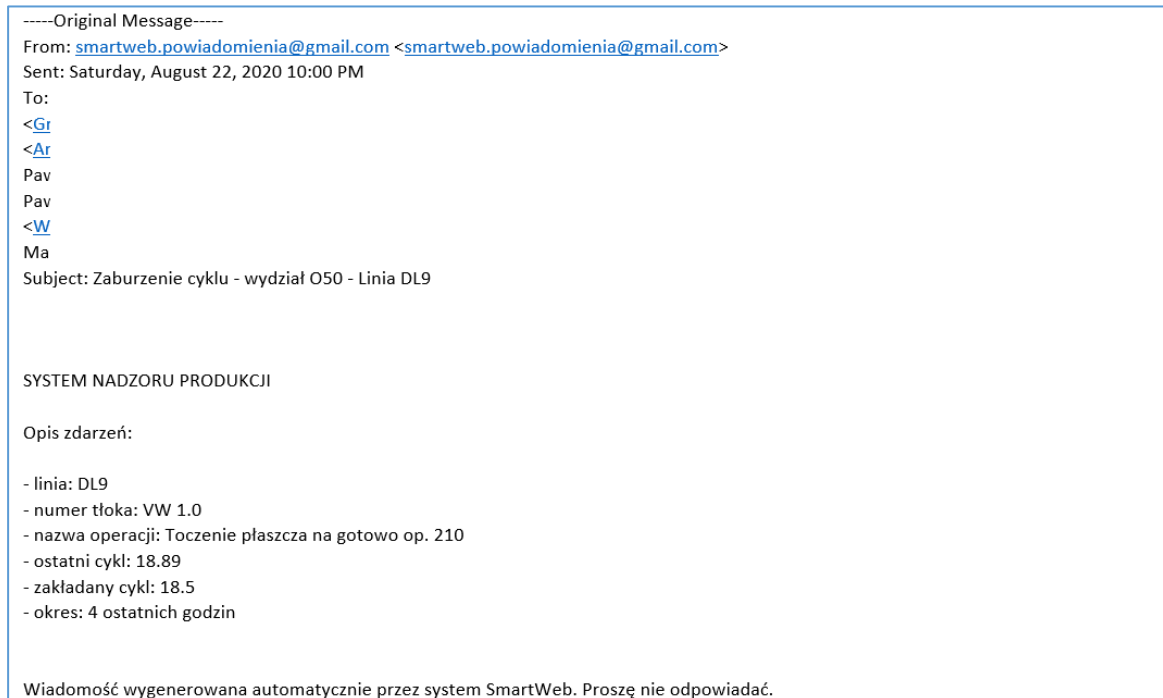 -----Original Message-----
From: smartweb.powiadomienia@gmail.com <smartweb.powiadomienia@gmail.com>
Sent: Saturday, August 22, 2020 10:00 PM
To:
<Gr
<Ar
Pav
Pav
<W
Ma
Subject: Zaburzenie cyklu - wydział O50 - Linia DL9
SYSTEM NADZORU PRODUKCJI
Opis zdarzeń:
- linia: DL9
- numer tłoka: VW 1.0
- nazwa operacji: Toczenie płaszcza na gotowo op. 210
- ostatni cykl: 18.89
- zakładany cykl: 18.5
- okres: 4 ostatnich godzin
Wiadomość wygenerowana automatycznie przez system SmartWeb. Proszę nie odpowiadać.